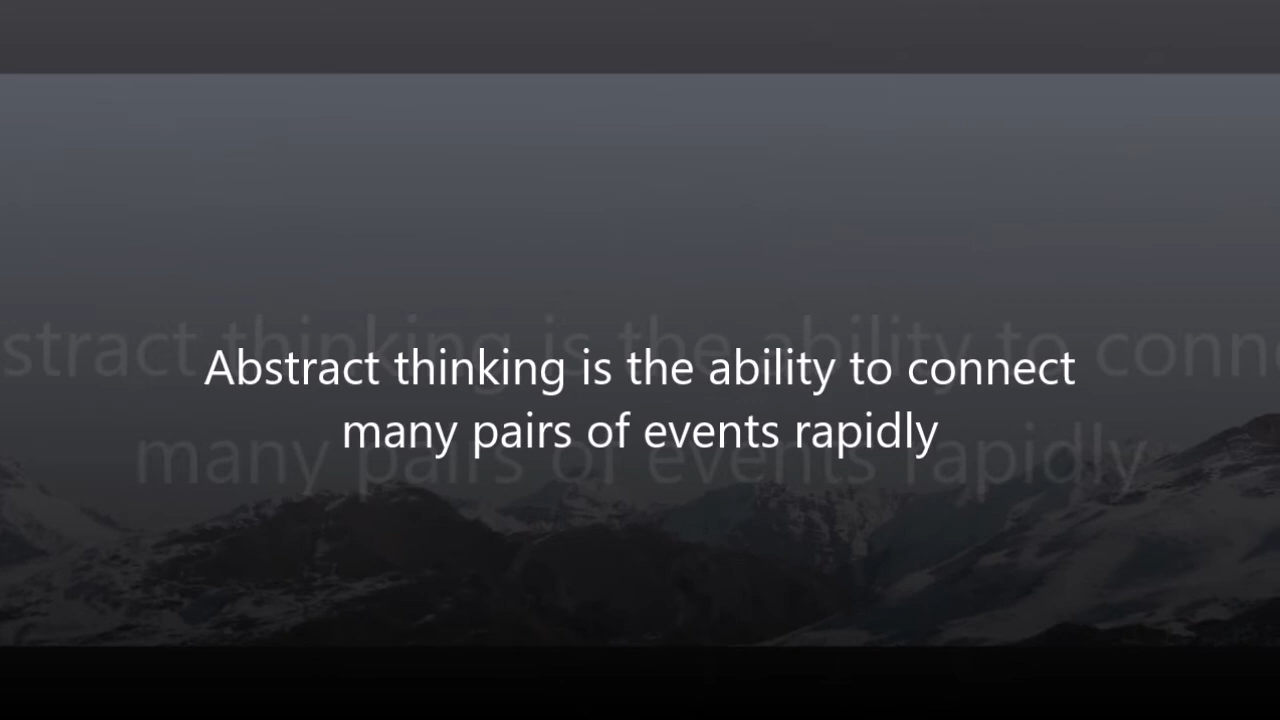 Abstract thinking is the ability to connect
many pairs of events rapidly